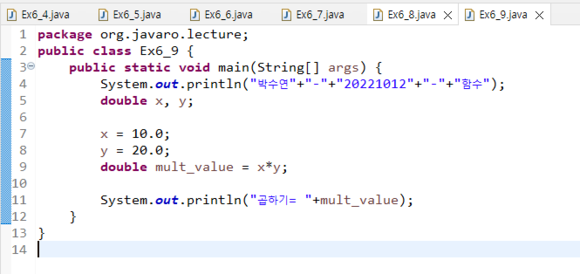 Ex6_4.java Ex6_5.java Ex6_6.java Ex6_7.java Ex6_8.java Ex6_9.java
1 package org.javaro.lecture;
2 public class Ex6_9 {
3 public static void main(String[] args) {
4 System.out.println("박수연"+"-"+"20221012"+"-"+"함수");
5 double x, y;
6
7 x = 10.0;
8 y = 20.0;
9 double mult_value = x*y;
10
11 System.out.println("곱하기= "+mult_value);
12 }
13 }
14